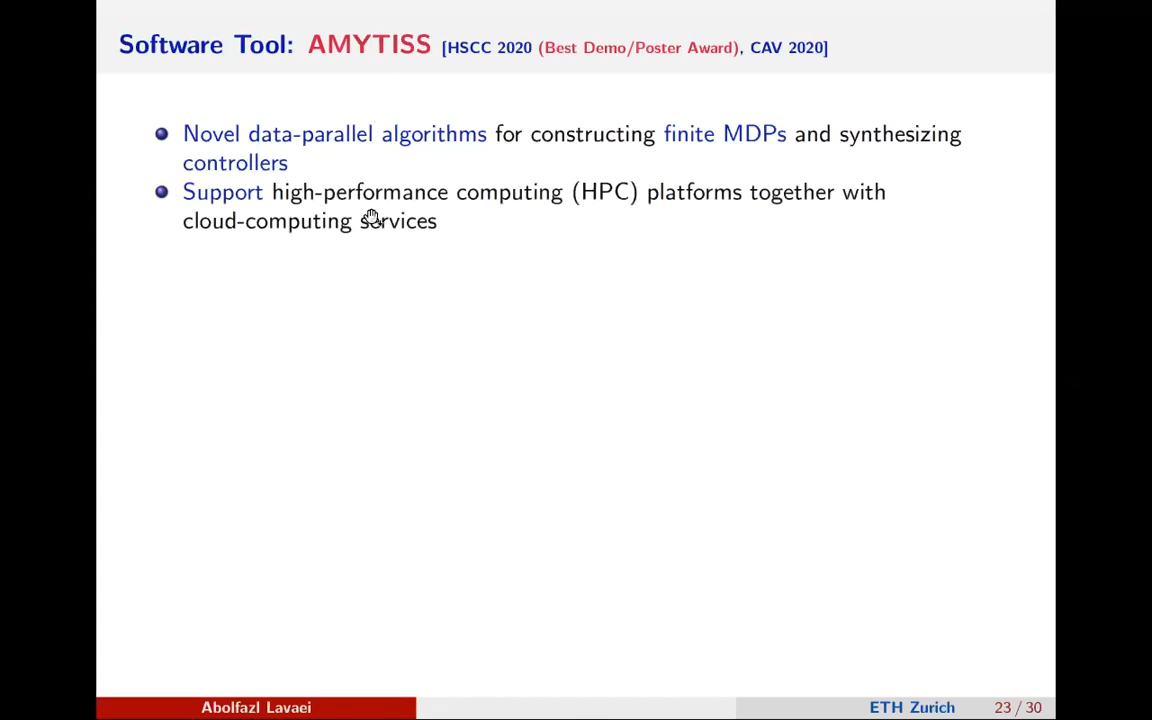 Software Tool: AMYTISS [HSCC 2020 (Best Demo/Poster Award), CAV 2020]
Novel data-parallel algorithms for constructing finite MDPs and synthesizing
controllers
Support high-performance computing (HPC) platforms together with
cloud-computing services
Abolfazl Lavaei
ETH Zurich
23 / 30